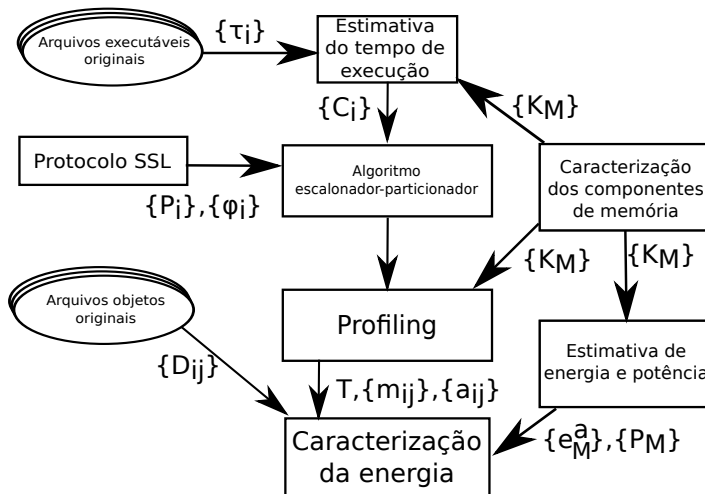 Arquivos executáveis
originais
{τi}
Estimativa
do tempo de
execução
{Ci}
{KM}
Protocolo SSL
{Pi},{φi}
Algoritmo
escalonador-particionador
Caracterização
dos componentes
de memória
{KM}
{KM}
Arquivos objetos
originais
{Dij}
Profiling
Estimativa de
energia e potência
T,{mij},{aij}
{eaM},{PM}
Caracterização
da energia